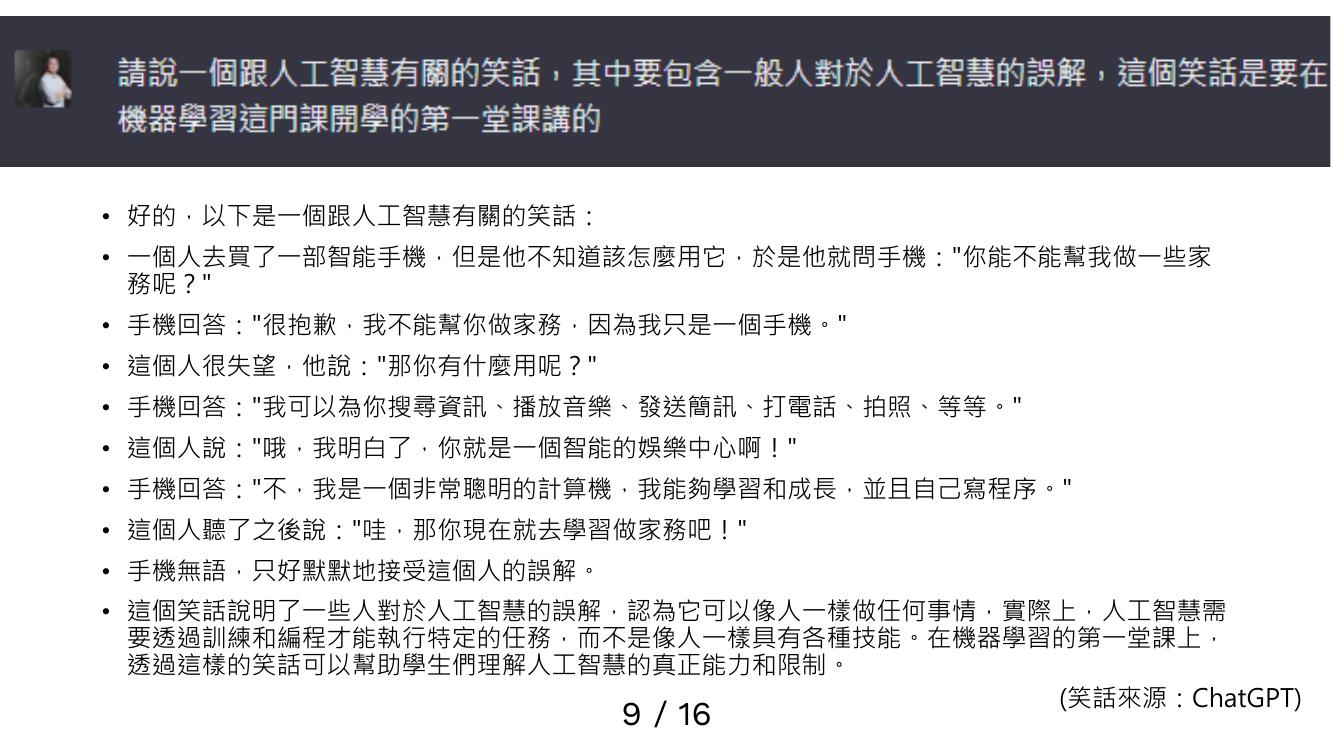 請說一個跟人工智慧有關的笑話，其中要包含一般人對於人工智慧的誤解，這個笑話是要在
機器學習這門課開學的第一堂課講的
• 好的，以下是一個跟人工智慧有關的笑話：
• 一個人去買了一部智能手機，但是他不知道該怎麼用它，於是他就問手機："你能不能幫我做一些家
務呢？"
• 手機回答："很抱歉，我不能幫你做家務，因為我只是一個手機。"
• 這個人很失望，他說："那你有什麼用呢？"
• 手機回答："我可以為你搜尋資訊、播放音樂、發送簡訊、打電話、拍照、等等。"
• 這個人說："哦，我明白了，你就是一個智能的娛樂中心啊！"
• 手機回答："不，我是一個非常聰明的計算機，我能夠學習和成長，並且自己寫程序。"
• 這個人聽了之後說："哇，那你現在就去學習做家務吧！"
• 手機無語，只好默默地接受這個人的誤解。
• 這個笑話說明了一些人對於人工智慧的誤解，認為它可以像人一樣做任何事情，實際上，人工智慧需
要透過訓練和編程才能執行特定的任務，而不是像人一樣具有各種技能。在機器學習的第一堂課上，
透過這樣的笑話可以幫助學生們理解人工智慧的真正能力和限制。
(笑話來源：ChatGPT)
9 / 16